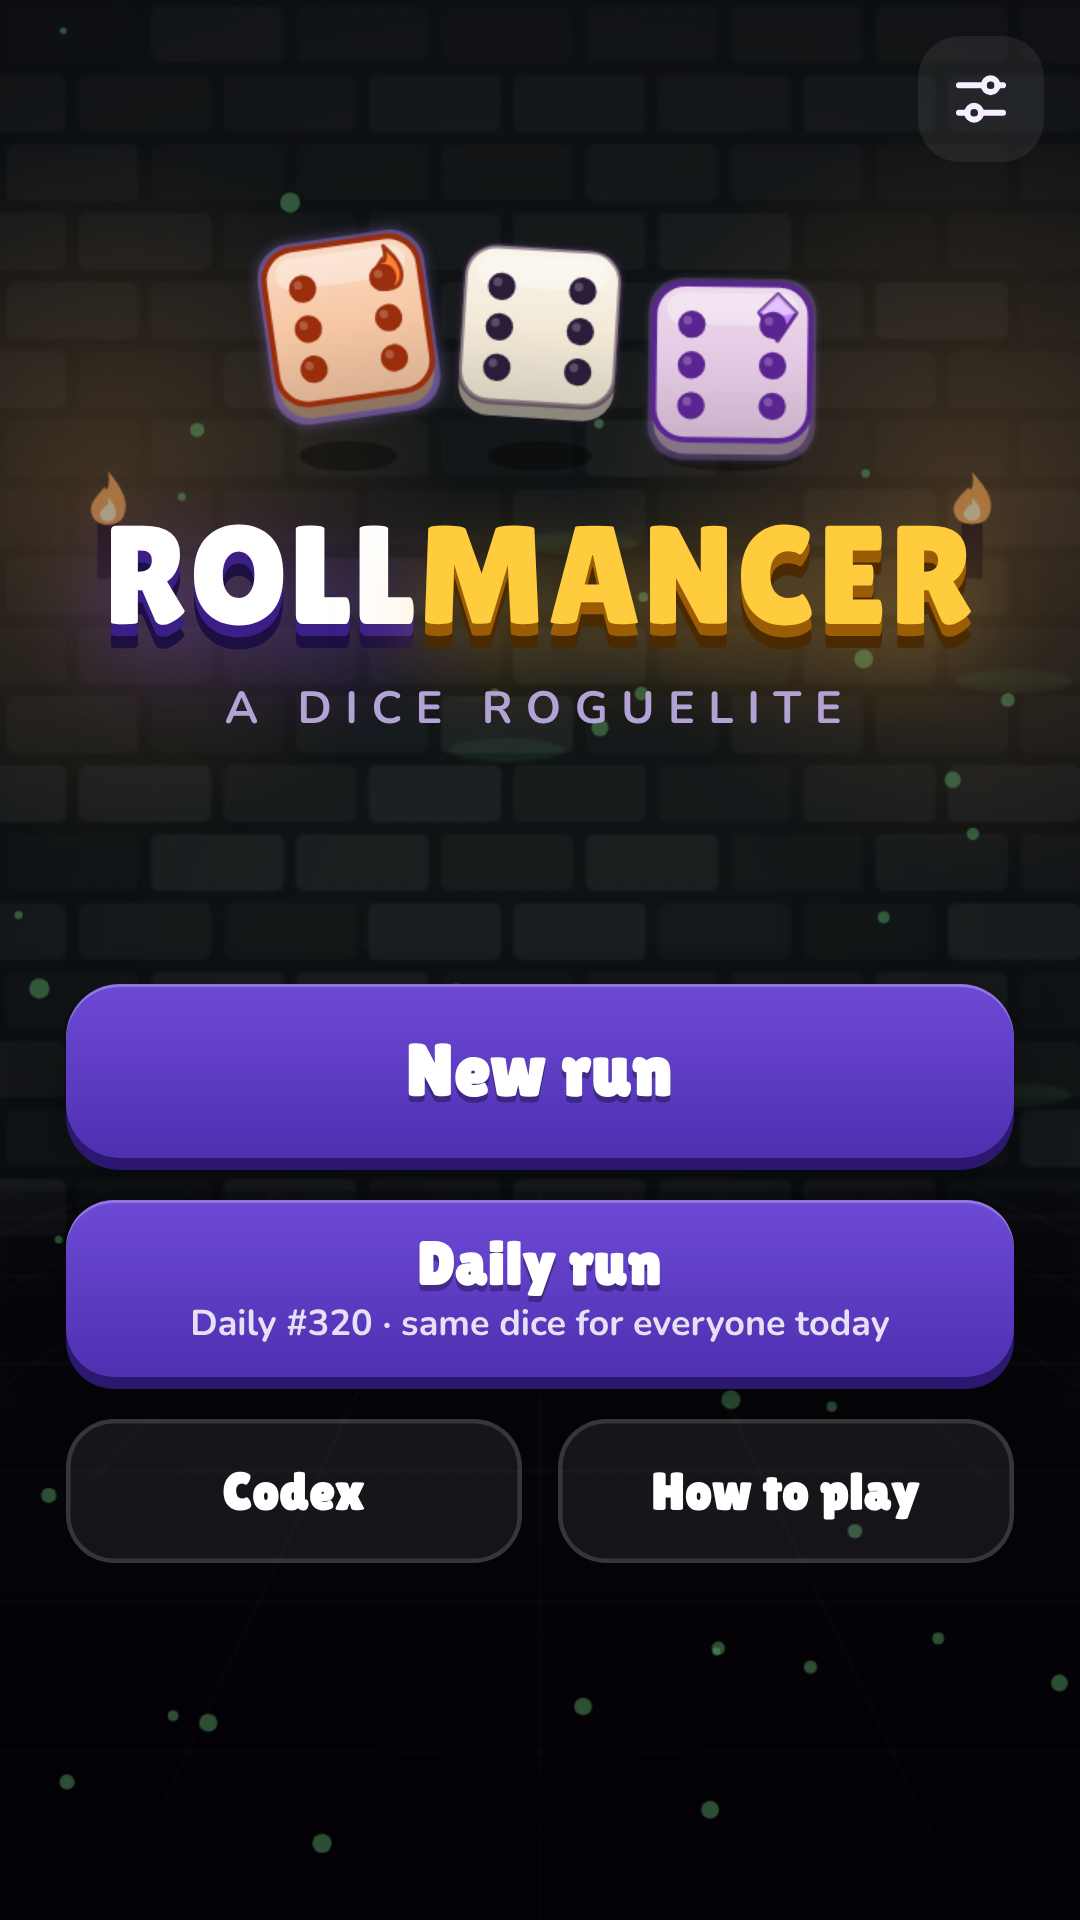 ROLLMANCER
A DICE ROGUELITE
New run
Daily run
Daily #320 · same dice for everyone today
Codex
How to play